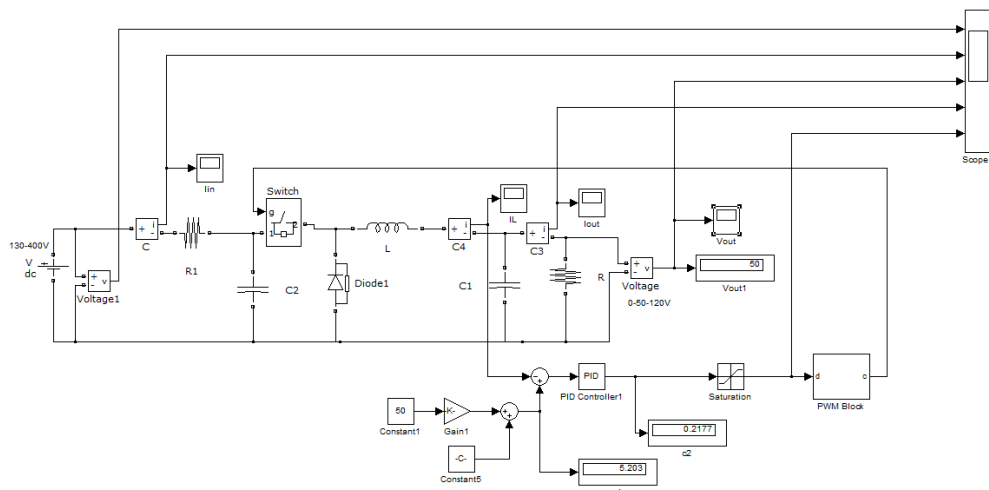 Scope
Iin
Switch
g
1
2
IL
Iout
+
-
i
C
R1
130-400V
V
dc
+
-
v
Voltage1
C2
Diode1
L
+
-
i
C4
C1
+
-
i
C3
R
+
-
v
Voltage
0-50-120V
Vout
50
Vout1
PID
PID Controller1
Saturation
d
c
PWM Block
50
Constant1
-K-
Gain1
-C-
Constant5
0.2177
c2
5.203